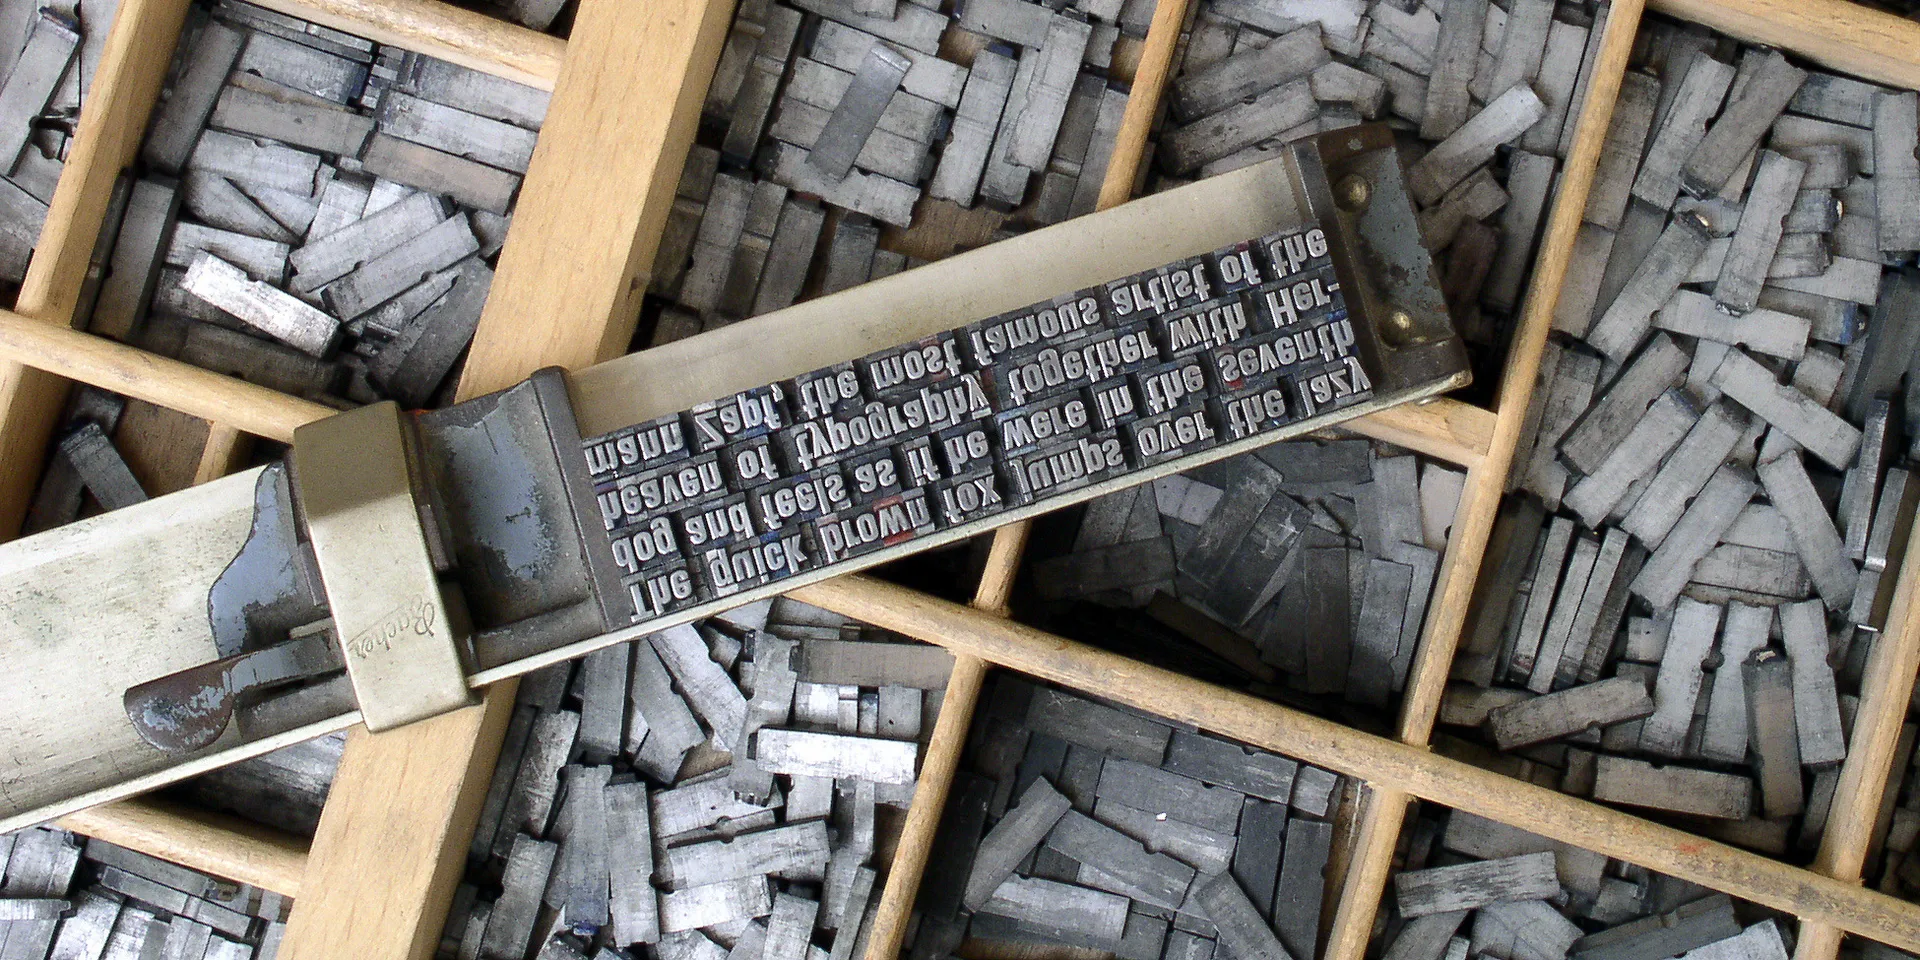 The quick brown fox jumps over the lazy
dog and feels as if he were in the seventh
heaven of typography together with Her-
mann Zapf, the most famous artist of the
Bacher